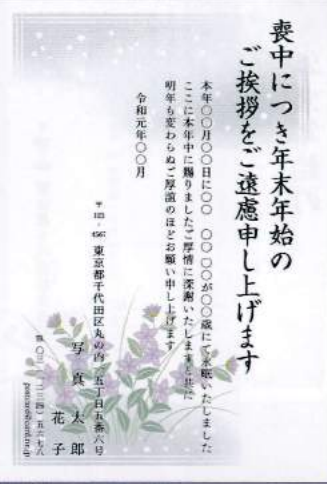 喪中につき年末年始の
ご挨拶をご遠慮申し上げます
本年〇〇月〇〇日に〇〇　〇〇〇〇が〇〇歳にて永眠いたしました
ここに本年中に賜りましたご厚情に深謝いたしますと共に
明年も変わらぬご厚誼のほどお願い申し上げます
令和元年〇〇月
〒123-4567 東京都千代田区丸の内一五丁目五番六号
写真太郎
花子